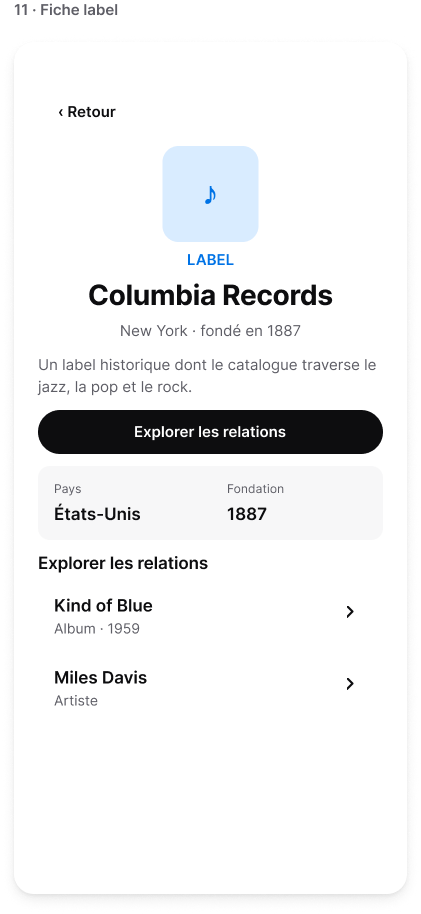 11 · Fiche label
‹ Retour
♪
LABEL
Columbia Records
New York · fondé en 1887
Un label historique dont le catalogue traverse le
jazz, la pop et le rock.
Explorer les relations
Pays
Fondation
États-Unis
1887
Explorer les relations
Kind of Blue
Album · 1959
Miles Davis
Artiste